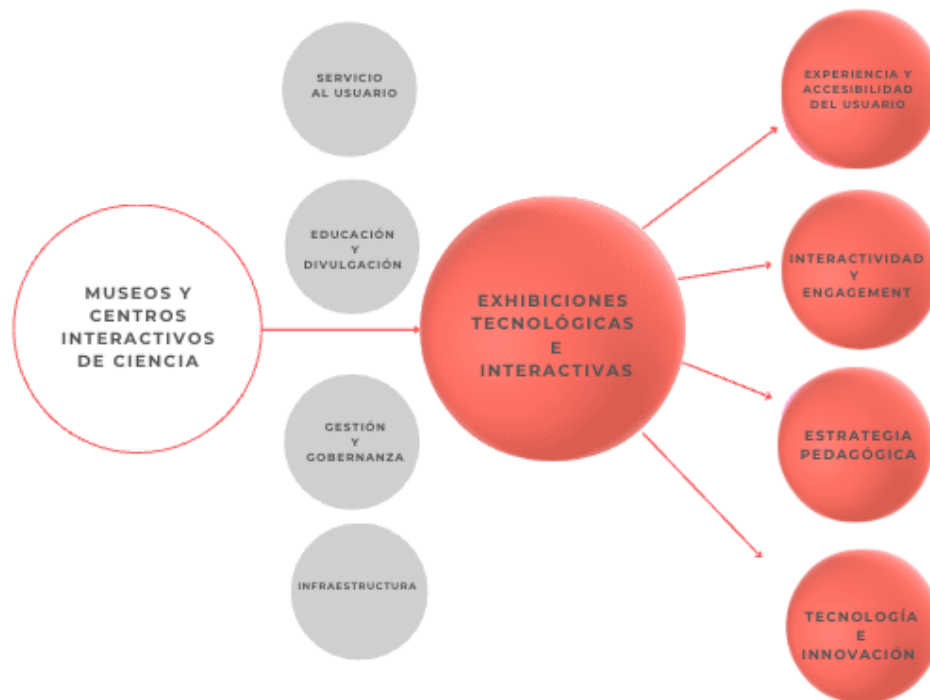 MUSEOS Y
CENTROS
INTERACTIVOS
DE CIENCIA
SERVICIO
AL USUARIO
EDUCACIÓN
Y
DIVULGACIÓN
GESTIÓN
Y
GOBERNANZA
INFRAESTRUCTURA
EXHIBICIONES
TECNOLÓGICAS
E
INTERACTIVAS
EXPERIENCIA Y
ACCESIBILIDAD
DEL USUARIO
INTERACTIVIDAD
Y
ENGAGEMENT
ESTRATEGIA
PEDAGÓGICA
TECNOLOGÍA
E
INNOVACIÓN